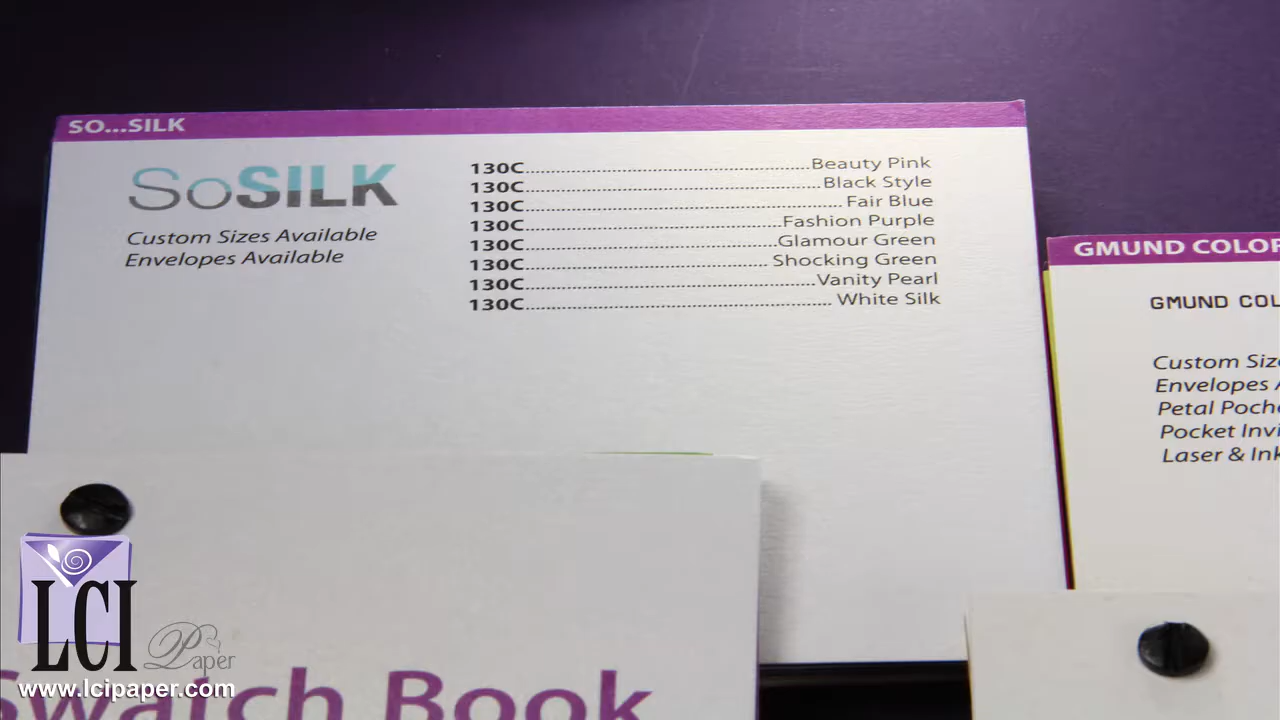 SO...SILK
SoSILK
Custom Sizes Available
Envelopes Available
130C Beauty Pink
130C Black Style
130C Fair Blue
130C Fashion Purple
130C Glamour Green
130C Shocking Green
130C Vanity Pearl
130C White Silk
GMUND COLOR
GMUND COL
Custom Siz
Envelopes A
Petal Poch
Pocket Invi
Laser & Ink
Swatch Book
LCI Paper
www.lcipaper.com